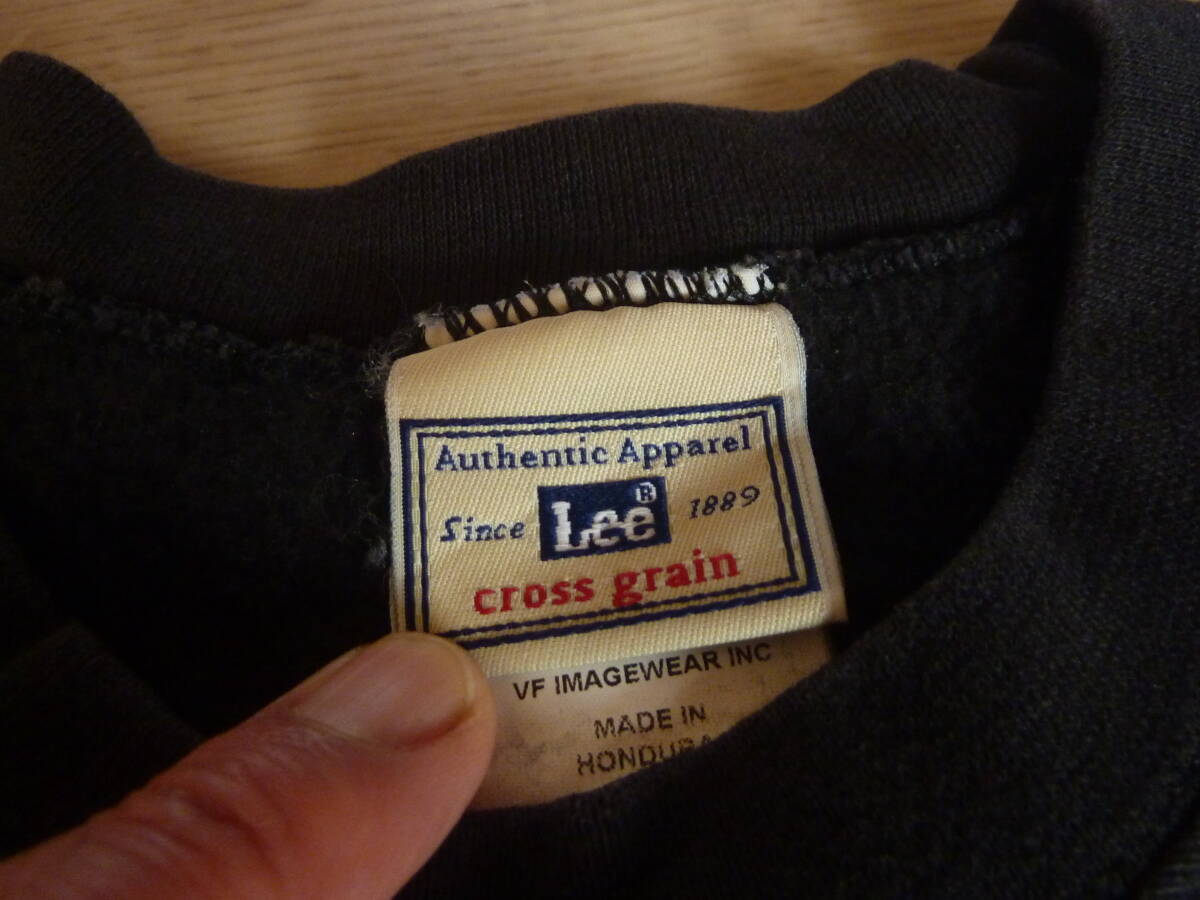 Authentic Apparel
Since Lee® 1889
cross grain
VF IMAGEWEAR INC
MADE IN